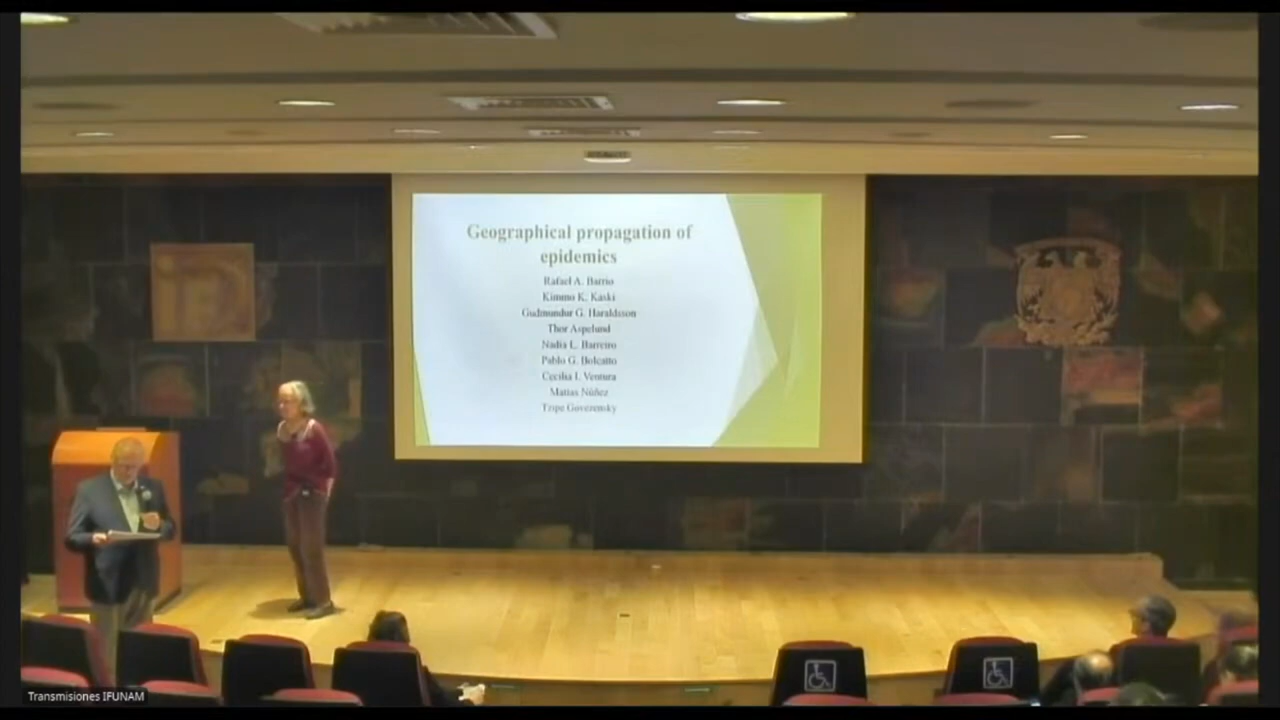 Geographical propagation of
epidemics
Rafael A. Barrio
Kimmo K. Kaski
Gudmundur G. Haraldsson
Thor Aspelund
Nadia L. Barreiro
Pablo G. Bolcatto
Cecilia I. Ventura
Matías Núñez
Tzipe Govezensky
Transmisiones IFUNAM